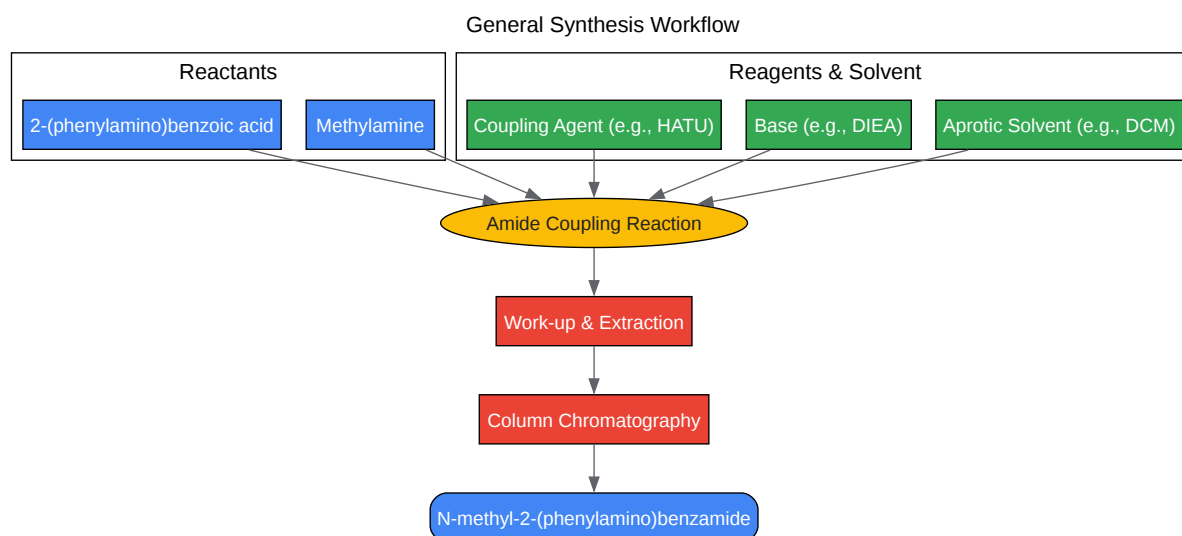 General Synthesis Workflow
Reactants
Reagents & Solvent
2-(phenylamino)benzoic acid
Methylamine
Coupling Agent (e.g., HATU)
Base (e.g., DIEA)
Aprotic Solvent (e.g., DCM)
Amide Coupling Reaction
Work-up & Extraction
Column Chromatography
N-methyl-2-(phenylamino)benzamide